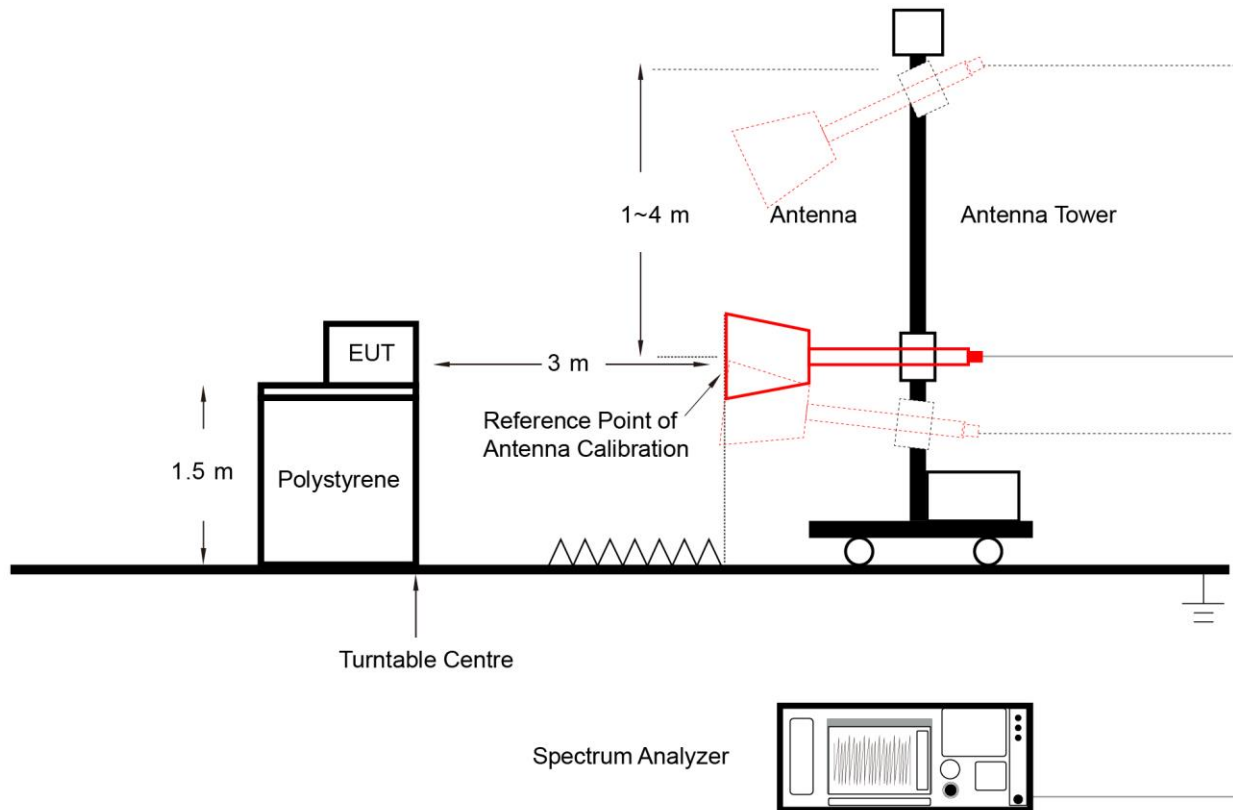 1~4 m
Antenna
Antenna Tower
EUT
3 m
Reference Point of
Antenna Calibration
1.5 m
Polystyrene
Turntable Centre
Spectrum Analyzer